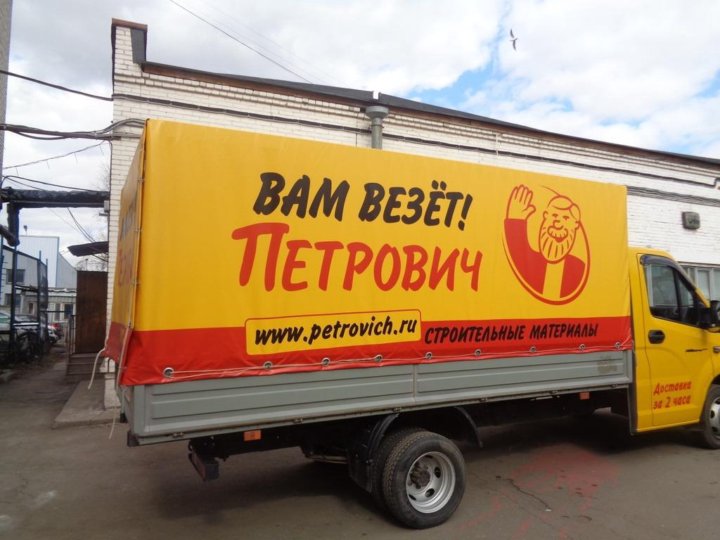 ВАМ ВЕЗЁТ!
ПЕТРОВИЧ
www.petrovich.ru
СТРОИТЕЛЬНЫЕ МАТЕРИАЛЫ
Доставка
за 2 часа